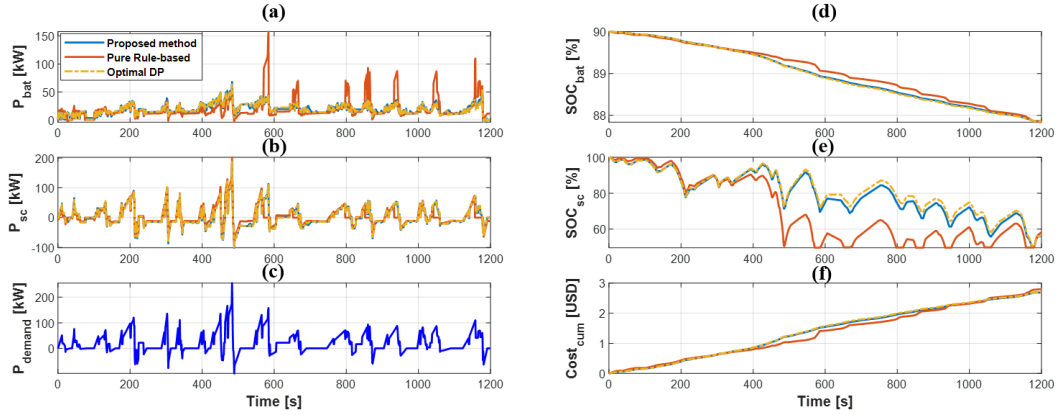 (a)
P_bat [kW]
150
100
50
0
Proposed method
Pure Rule-based
Optimal DP
0 200 400 600 800 1000 1200
(b)
P_sc [kW]
200
100
0
-100
0 200 400 600 800 1000 1200
(c)
P_demand [kW]
200
100
0
0 200 400 600 800 1000 1200
Time [s]
(d)
SOC_bat [%]
90
89
88
0 200 400 600 800 1000 1200
(e)
SOC_sc [%]
100
80
60
0 200 400 600 800 1000 1200
(f)
Cost_cum [USD]
3
2
1
0
0 200 400 600 800 1000 1200
Time [s]